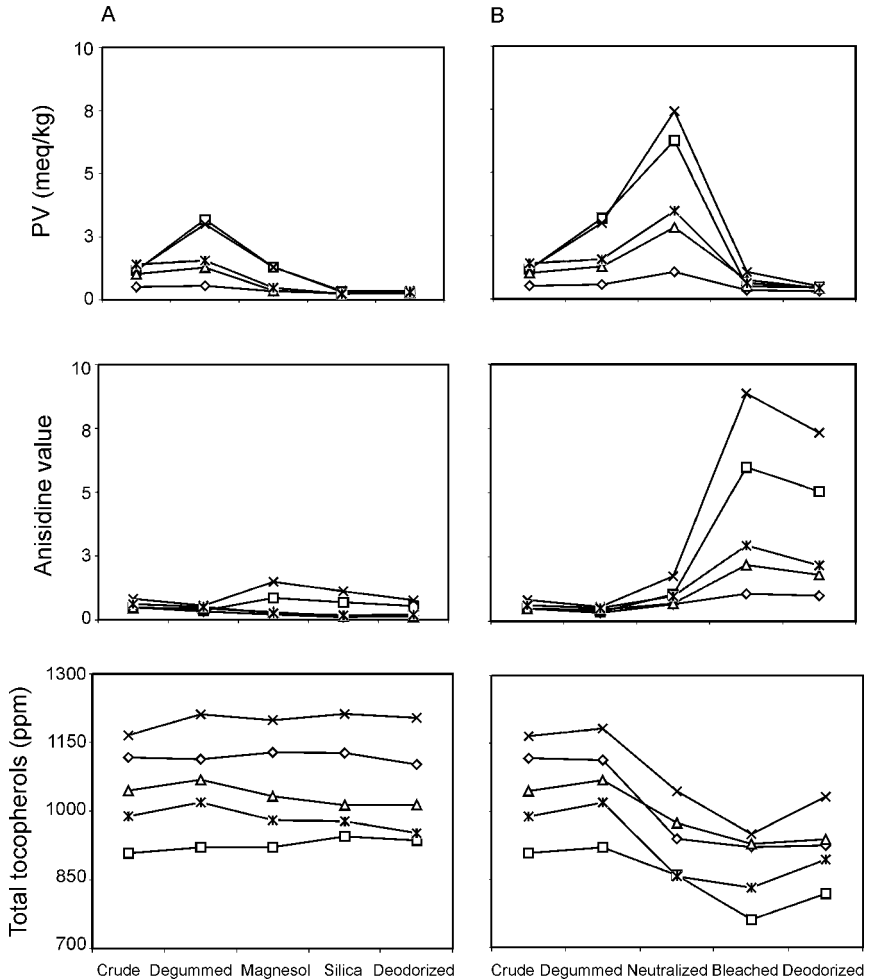 A B
PV (meq/kg)
10
8
5
3
0
Anisidine value
10
8
5
3
0
Total tocopherols (ppm)
1300
1150
1000
850
700
Crude Degummed Magnesol Silica Deodorized
Crude Degummed Neutralized Bleached Deodorized